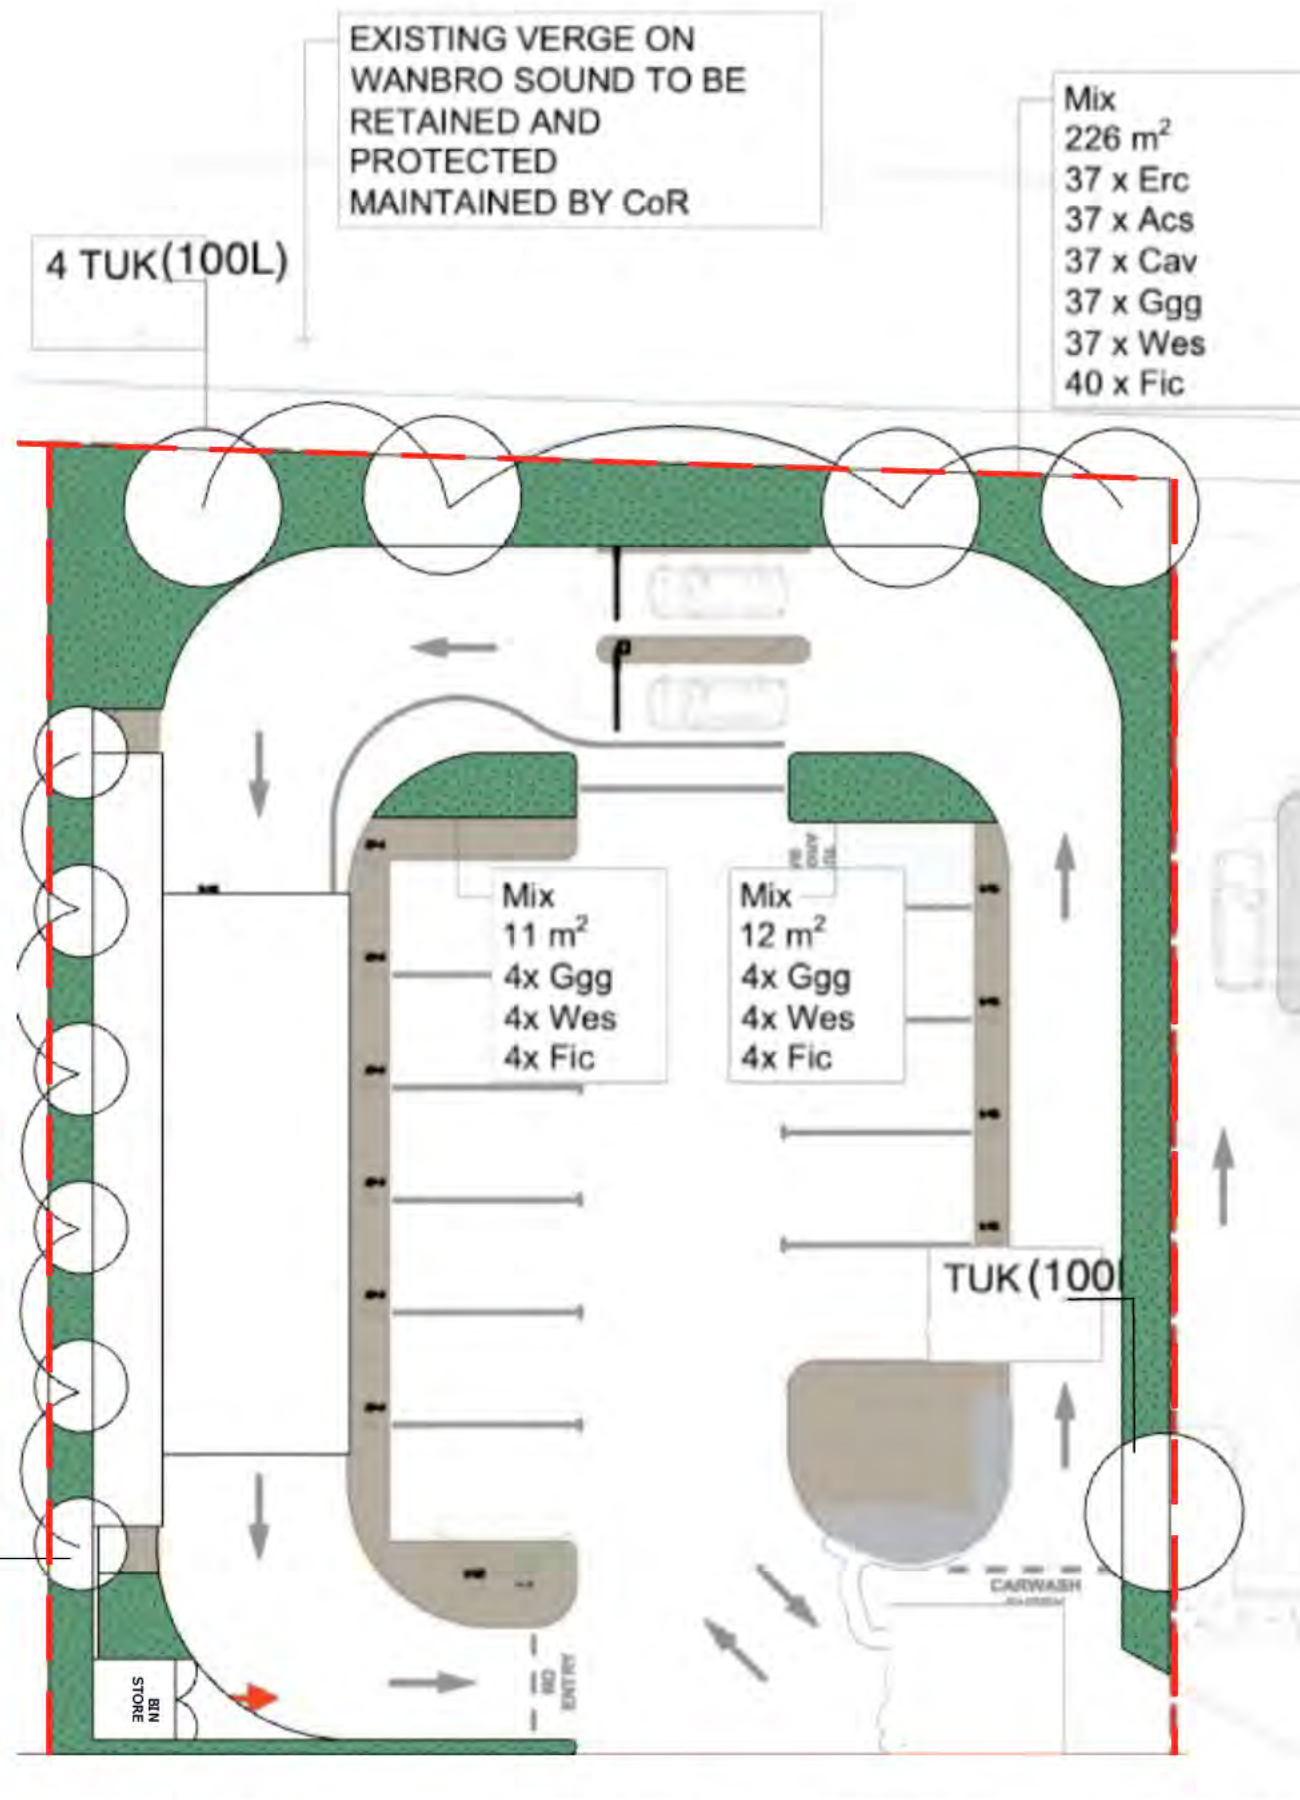 EXISTING VERGE ON
WANBRO SOUND TO BE
RETAINED AND
PROTECTED
MAINTAINED BY CoR
Mix
226 m²
37 x Erc
37 x Acs
37 x Cav
37 x Ggg
37 x Wes
40 x Fic
4 TUK(100L)
Mix
11 m²
4x Ggg
4x Wes
4x Fic
Mix
12 m²
4x Ggg
4x Wes
4x Fic
TUK (100
CARWASH
NO
ENTRY
BIN
STORE